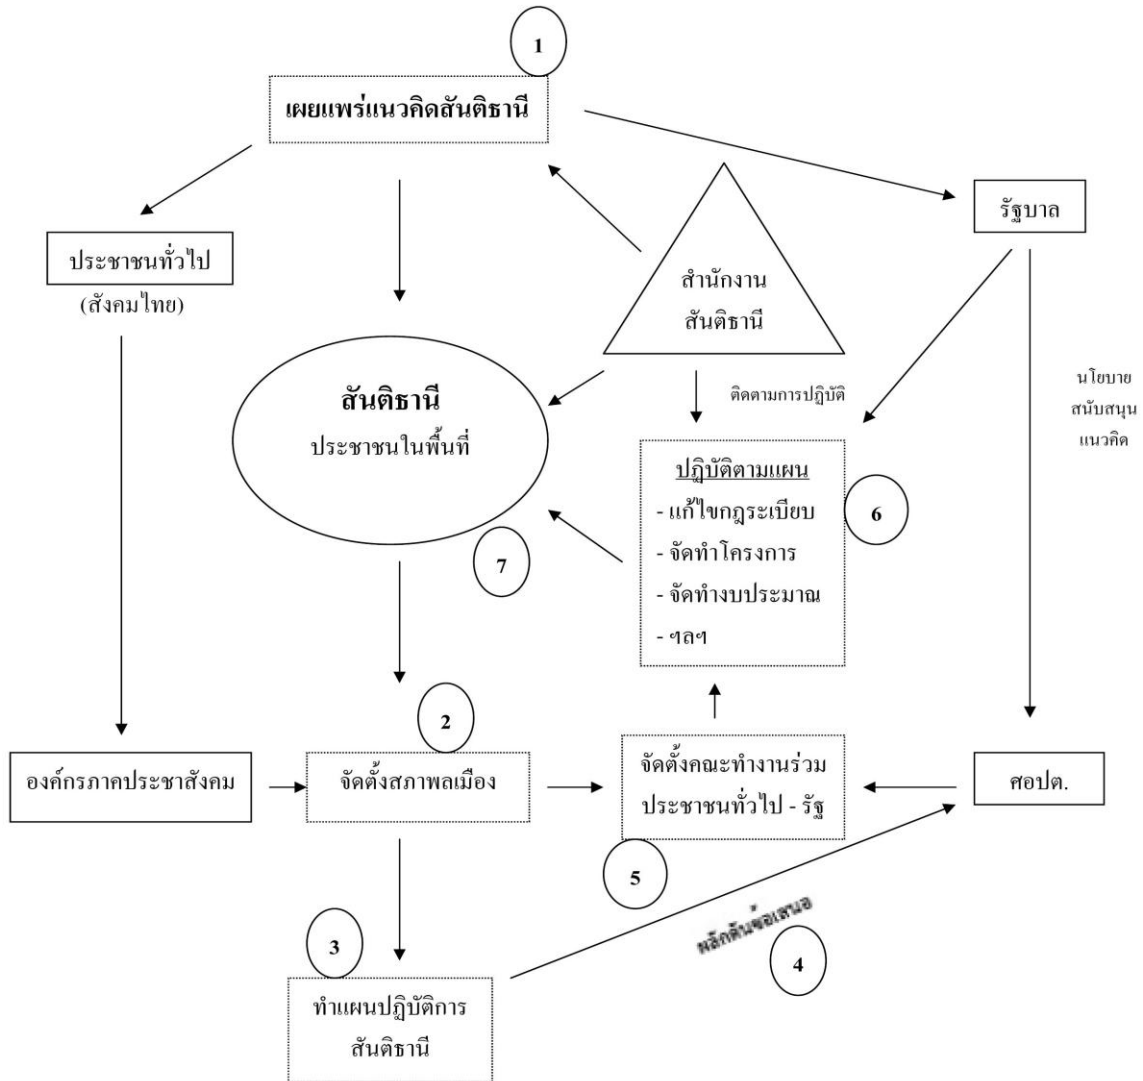 1
เผยแพร่แนวคิดสันติธานี
รัฐบาล
ประชาชนทั่วไป
(สังคมไทย)
สำนักงาน
สันติธานี
นโยบาย
สนับสนุน
แนวคิด
สันติธานี
ประชาชนในพื้นที่
ติดตามการปฏิบัติ
ปฏิบัติตามแผน
- แก้ไขกฎระเบียบ
- จัดทำโครงการ
- จัดทำงบประมาณ
- ฯลฯ
6
7
2
องค์กรภาคประชาสังคม
จัดตั้งสภาพลเมือง
จัดตั้งคณะทำงานร่วม
ประชาชนทั่วไป - รัฐ
ศอปต.
5
ผลักดันข้อเสนอ
4
3
ทำแผนปฏิบัติการ
สันติธานี